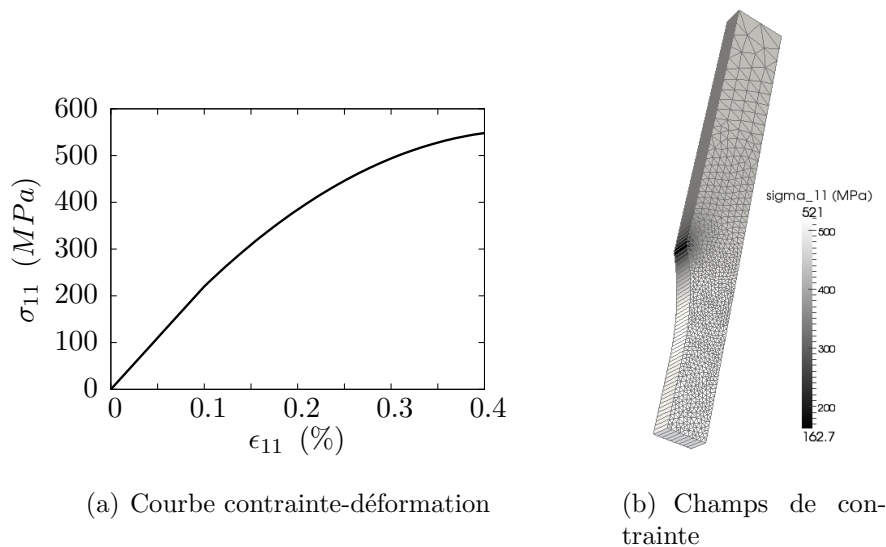 600
500
400
300
200
100
0
σ11 (MPa)
0 0.1 0.2 0.3 0.4
ϵ11 (%)
(a) Courbe contrainte-déformation
sigma_11 (MPa)
521
500
400
300
200
162.7
(b) Champs de con-
trainte